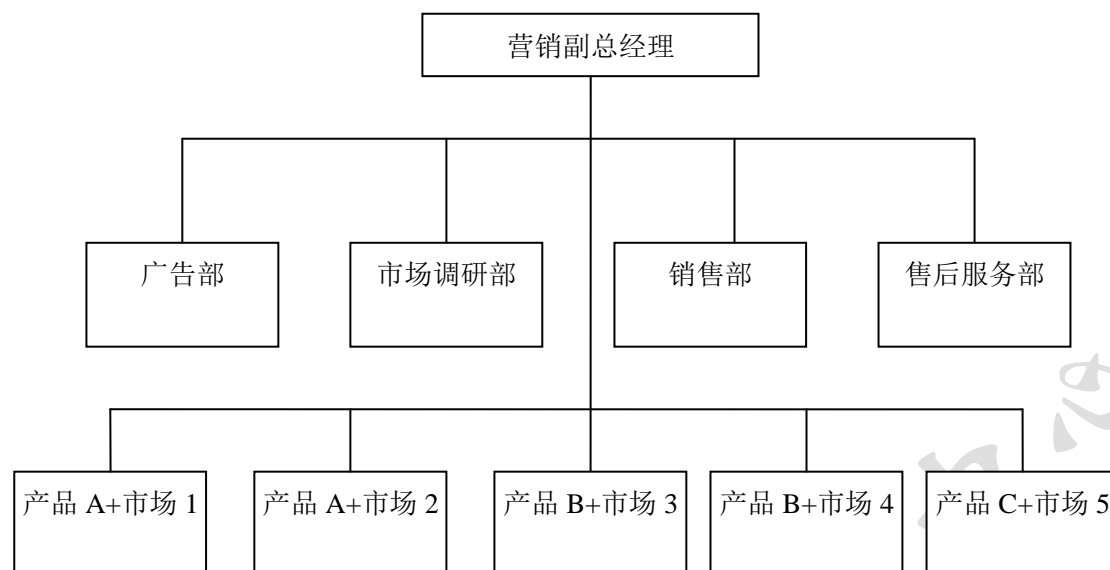 营销副总经理
广告部
市场调研部
销售部
售后服务部
产品 A+市场 1
产品 A+市场 2
产品 B+市场 3
产品 B+市场 4
产品 C+市场 5